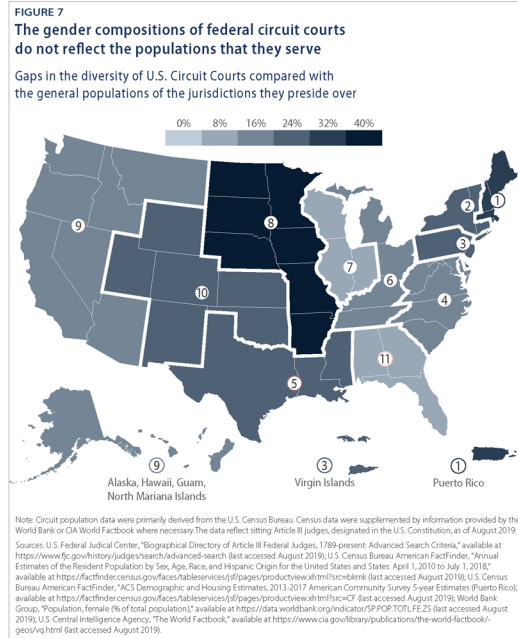 FIGURE 7
The gender compositions of federal circuit courts
do not reflect the populations that they serve
Gaps in the diversity of U.S. Circuit Courts compared with
the general populations of the jurisdictions they preside over
0% 8% 16% 24% 32% 40%
9
8
2
1
3
7
6
10
4
11
5
9
3
1
Alaska, Hawaii, Guam,
North Mariana Islands
Virgin Islands
Puerto Rico
Note: Circuit population data were primarily derived from the U.S. Census Bureau. Census data were supplemented by information provided by the
World Bank or CIA World Factbook where necessary. The data reflect sitting Article III judges, designated in the U.S. Constitution, as of August 2019.
Sources: U.S. Federal Judical Center, "Biographical Directory of Article III Federal Judges, 1789-present: Advanced Search Criteria," available at
https://www.fjc.gov/history/judges/search/advanced-search (last accessed August 2019); U.S. Census Bureau American FactFinder, "Annual
Estimates of the Resident Population by Sex, Age, Race, and Hispanic Origin for the United States and States: April 1, 2010 to July 1, 2018,"
available at https://factfinder.census.gov/faces/tableservices/jsf/pages/productview.xhtml?src=bkmk (last accessed August 2019); U.S. Census
Bureau American FactFinder, "ACS Demographic and Housing Estimates, 2013-2017 American Community Survey 5-year Estimates (Puerto Rico),"
available at https://factfinder.census.gov/faces/tableservices/jsf/pages/productview.xhtml?src=CF (last accessed August 2019); World Bank
Group, "Population, female (% of total population)," available at https://data.worldbank.org/indicator/SP.POP.TOTL.FE.ZS (last accessed August
2019); U.S. Central Intelligence Agency, "The World Factbook," available at https://www.cia.gov/library/publications/the-world-factbook/
geos/vq.html (last accessed August 2019).